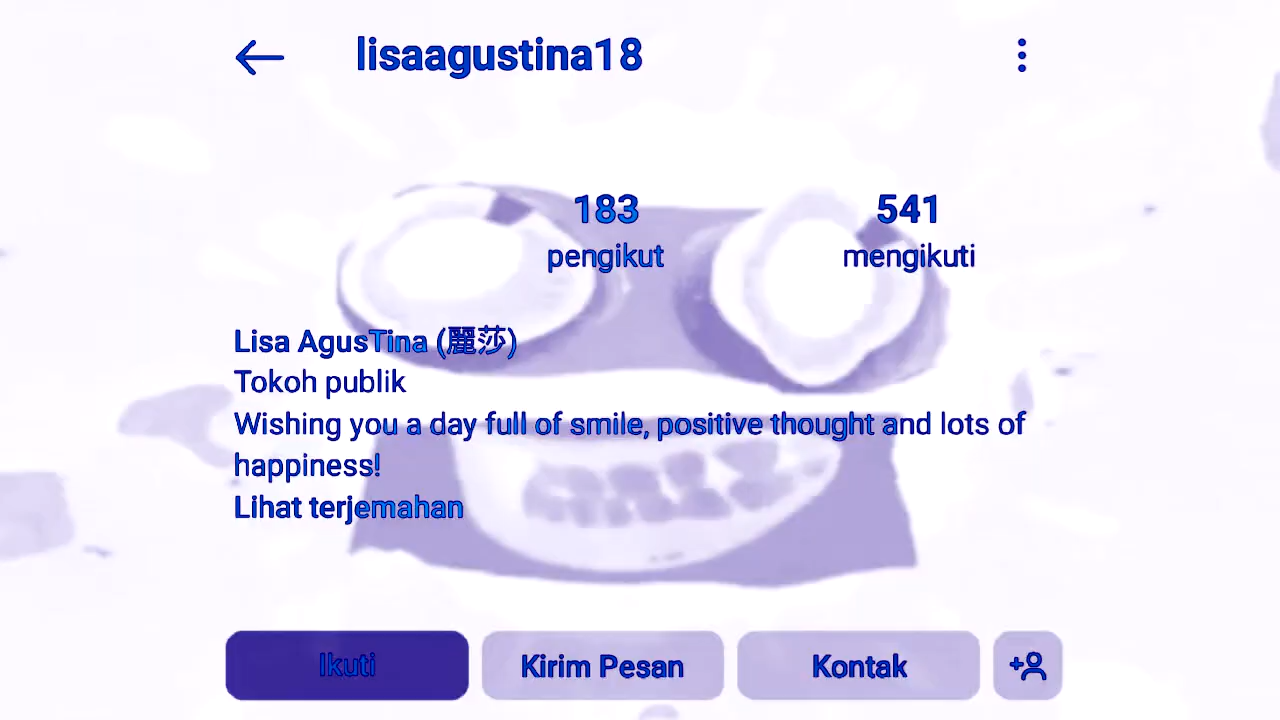 lisaagustina18
183 541
pengikut mengikuti
Lisa AgusTina (麗莎)
Tokoh publik
Wishing you a day full of smile, positive thought and lots of
happiness!
Lihat terjemahan
Ikuti Kirim Pesan Kontak